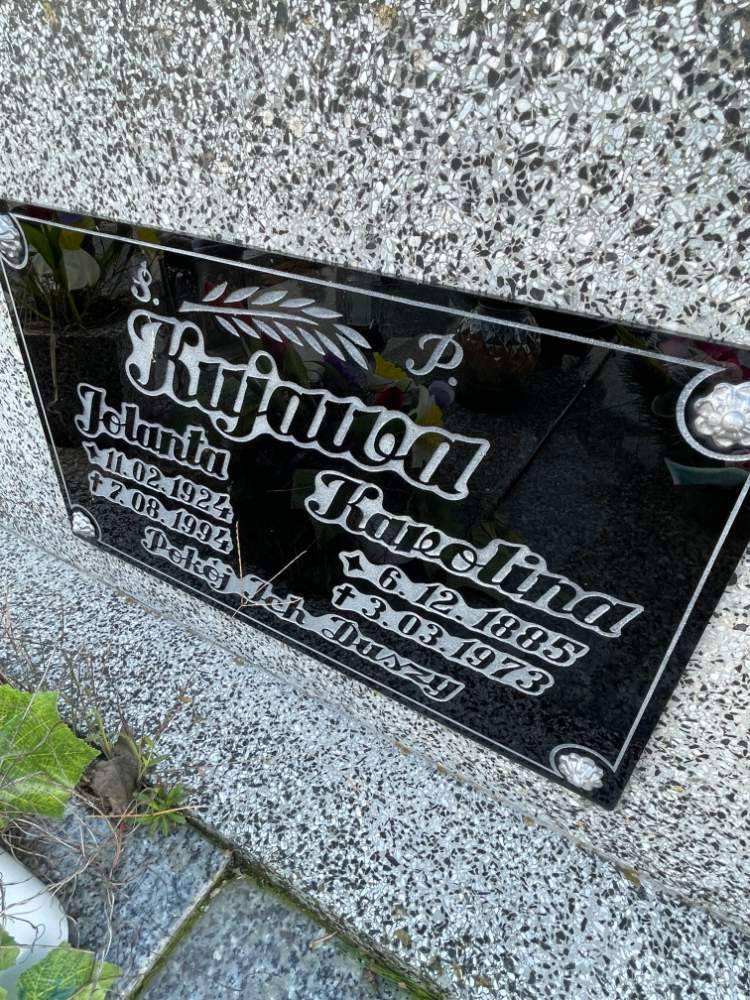 Ś. P.
Kujawa
Jolanta
★ 11.02.1924
† 7.08.1994
Karolina
★ 6.12.1885
† 3.03.1973
Pokój Ich Duszy